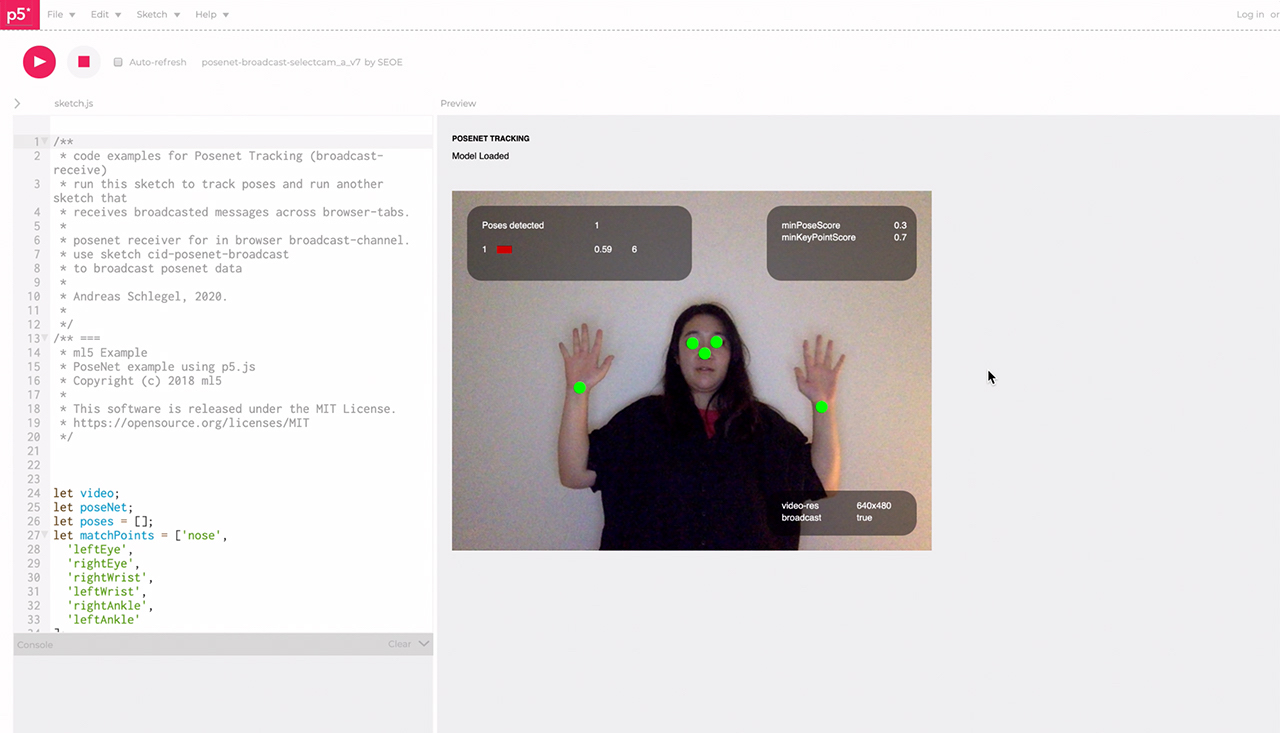 p5*
File Edit Sketch Help Log in or
Auto-refresh posenet-broadcast-selectcam_a_v7 by SEOE
sketch.js
Preview
1 /**
2 * code examples for Posenet Tracking (broadcast-
receive)
3 * run this sketch to track poses and run another
sketch that
4 * receives broadcasted messages across browser-tabs.
5 *
6 * posenet receiver for in browser broadcast-channel.
7 * use sketch cid-posenet-broadcast
8 * to broadcast posenet data
9 *
10 * Andreas Schlegel, 2020.
11 *
12 */
13 /** ===
14 * ml5 Example
15 * PoseNet example using p5.js
16 * Copyright (c) 2018 ml5
17 *
18 * This software is released under the MIT License.
19 * https://opensource.org/licenses/MIT
20 */
21
22
23
24 let video;
25 let poseNet;
26 let poses = [];
27 let matchPoints = ['nose',
28 'leftEye',
29 'rightEye',
30 'rightWrist',
31 'leftWrist',
32 'rightAnkle',
33 'leftAnkle'
Console Clear
POSENET TRACKING
Model Loaded
Poses detected 1
1 0.59 6
minPoseScore 0.3
minKeyPointScore 0.7
video-res 640x480
broadcast true